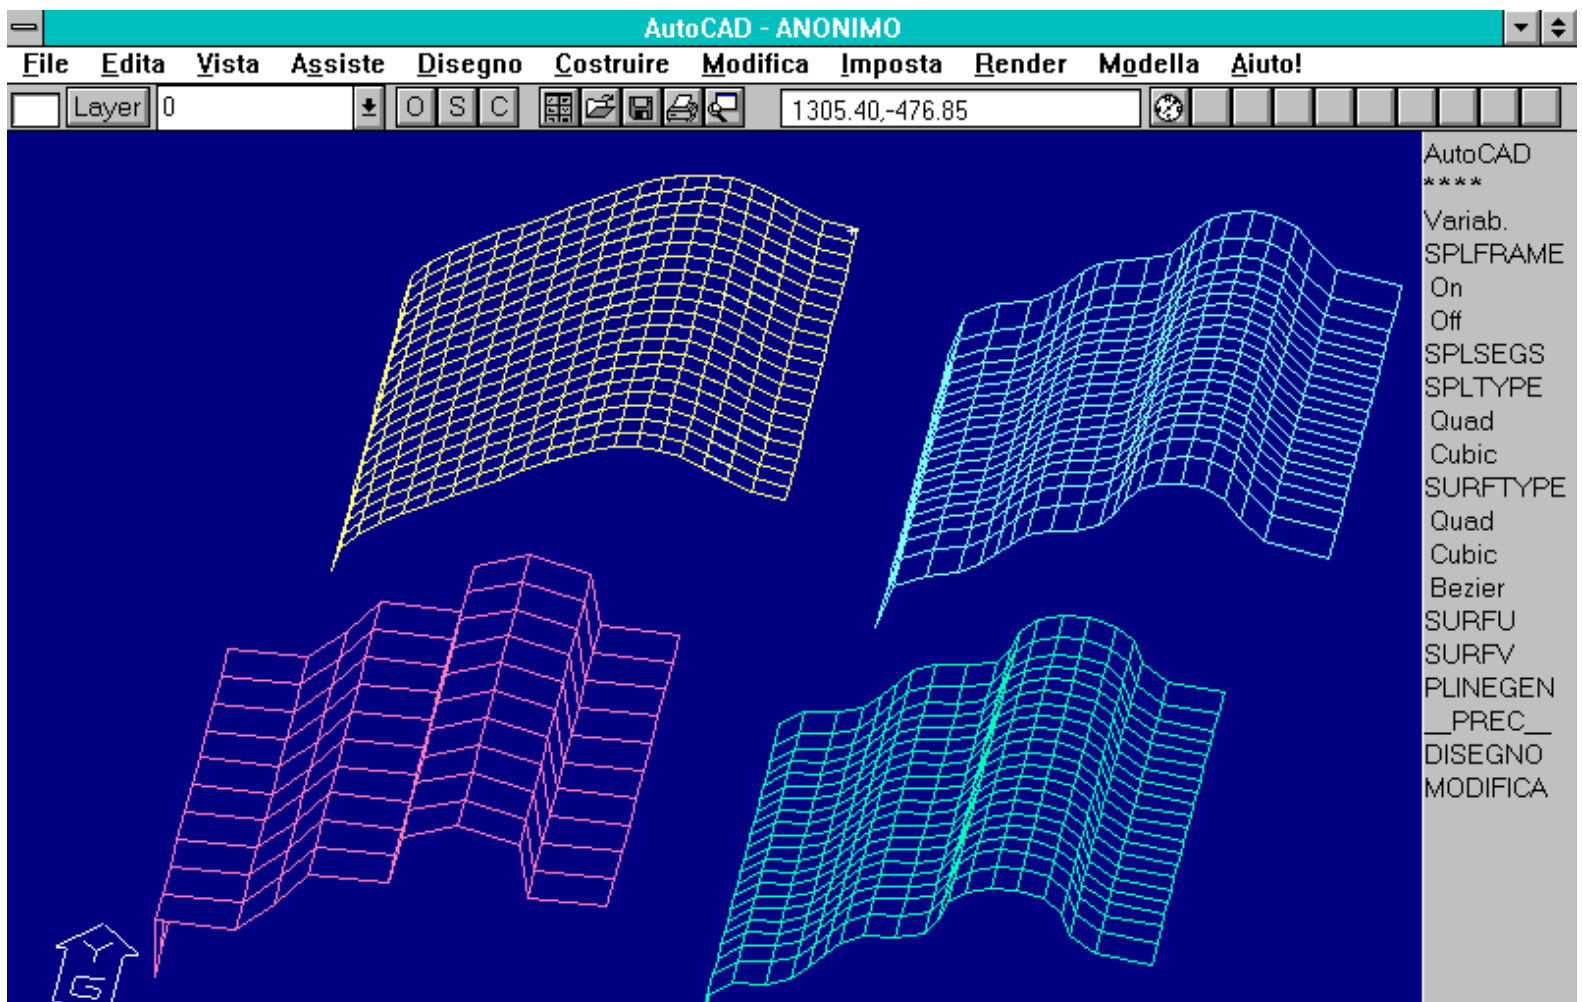 AutoCAD - ANONIMO
File Edita Vista Assiste Disegno Costruire Modifica Imposta Render Modella Aiuto!
Layer 0 O S C 1305.40,-476.85
AutoCAD
* * * *
Variab.
SPLFRAME
On
Off
SPLSEGS
SPLTYPE
Quad
Cubic
SURFTYPE
Quad
Cubic
Bezier
SURFU
SURFV
PLINEGEN
__PREC__
DISEGNO
MODIFICA
Y
G